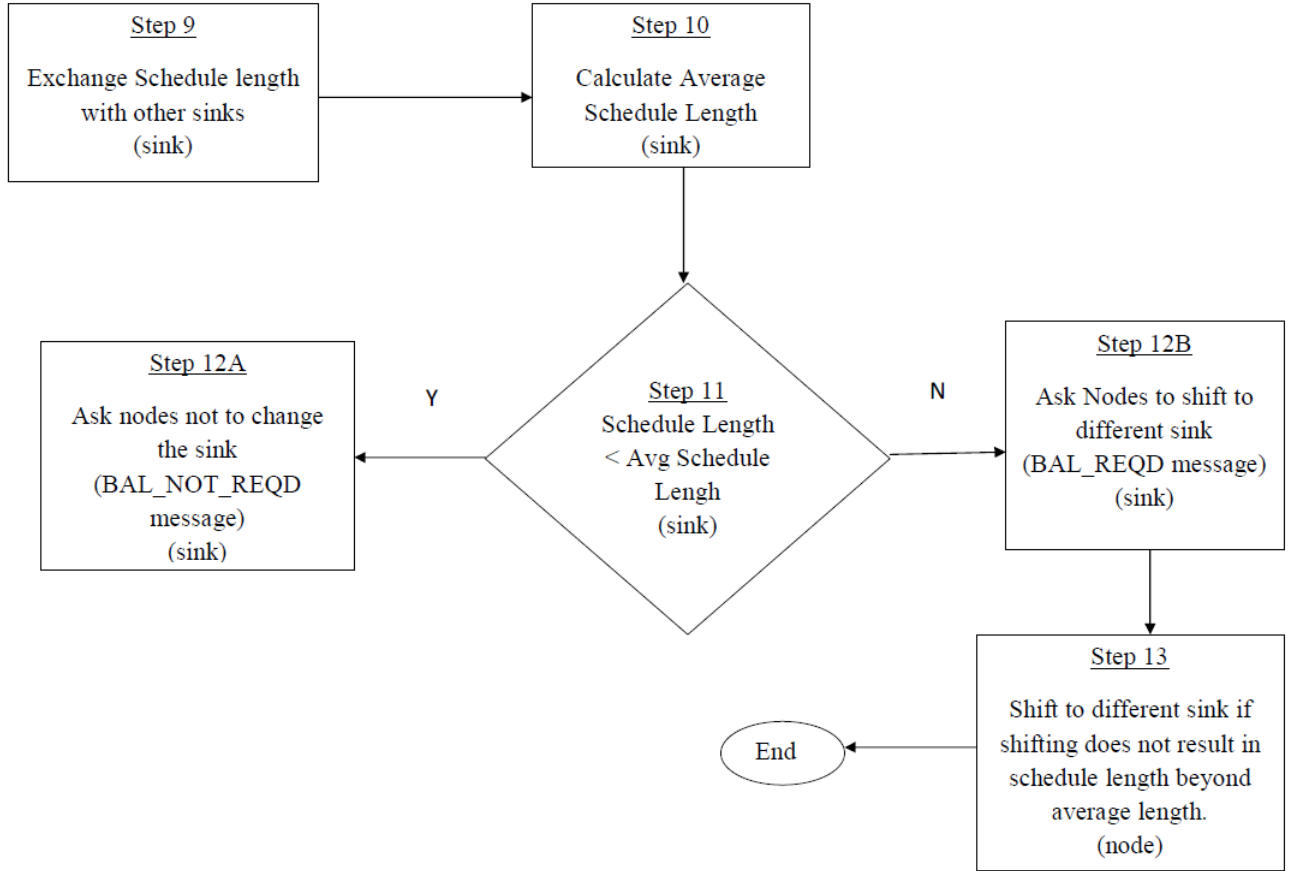 Step 9
Exchange Schedule length
with other sinks
(sink)
Step 10
Calculate Average
Schedule Length
(sink)
Step 11
Schedule Length
< Avg Schedule
Lengh
(sink)
Y
N
Step 12A
Ask nodes not to change
the sink
(BAL_NOT_REQD
message)
(sink)
Step 12B
Ask Nodes to shift to
different sink
(BAL_REQD message)
(sink)
Step 13
Shift to different sink if
shifting does not result in
schedule length beyond
average length.
(node)
End